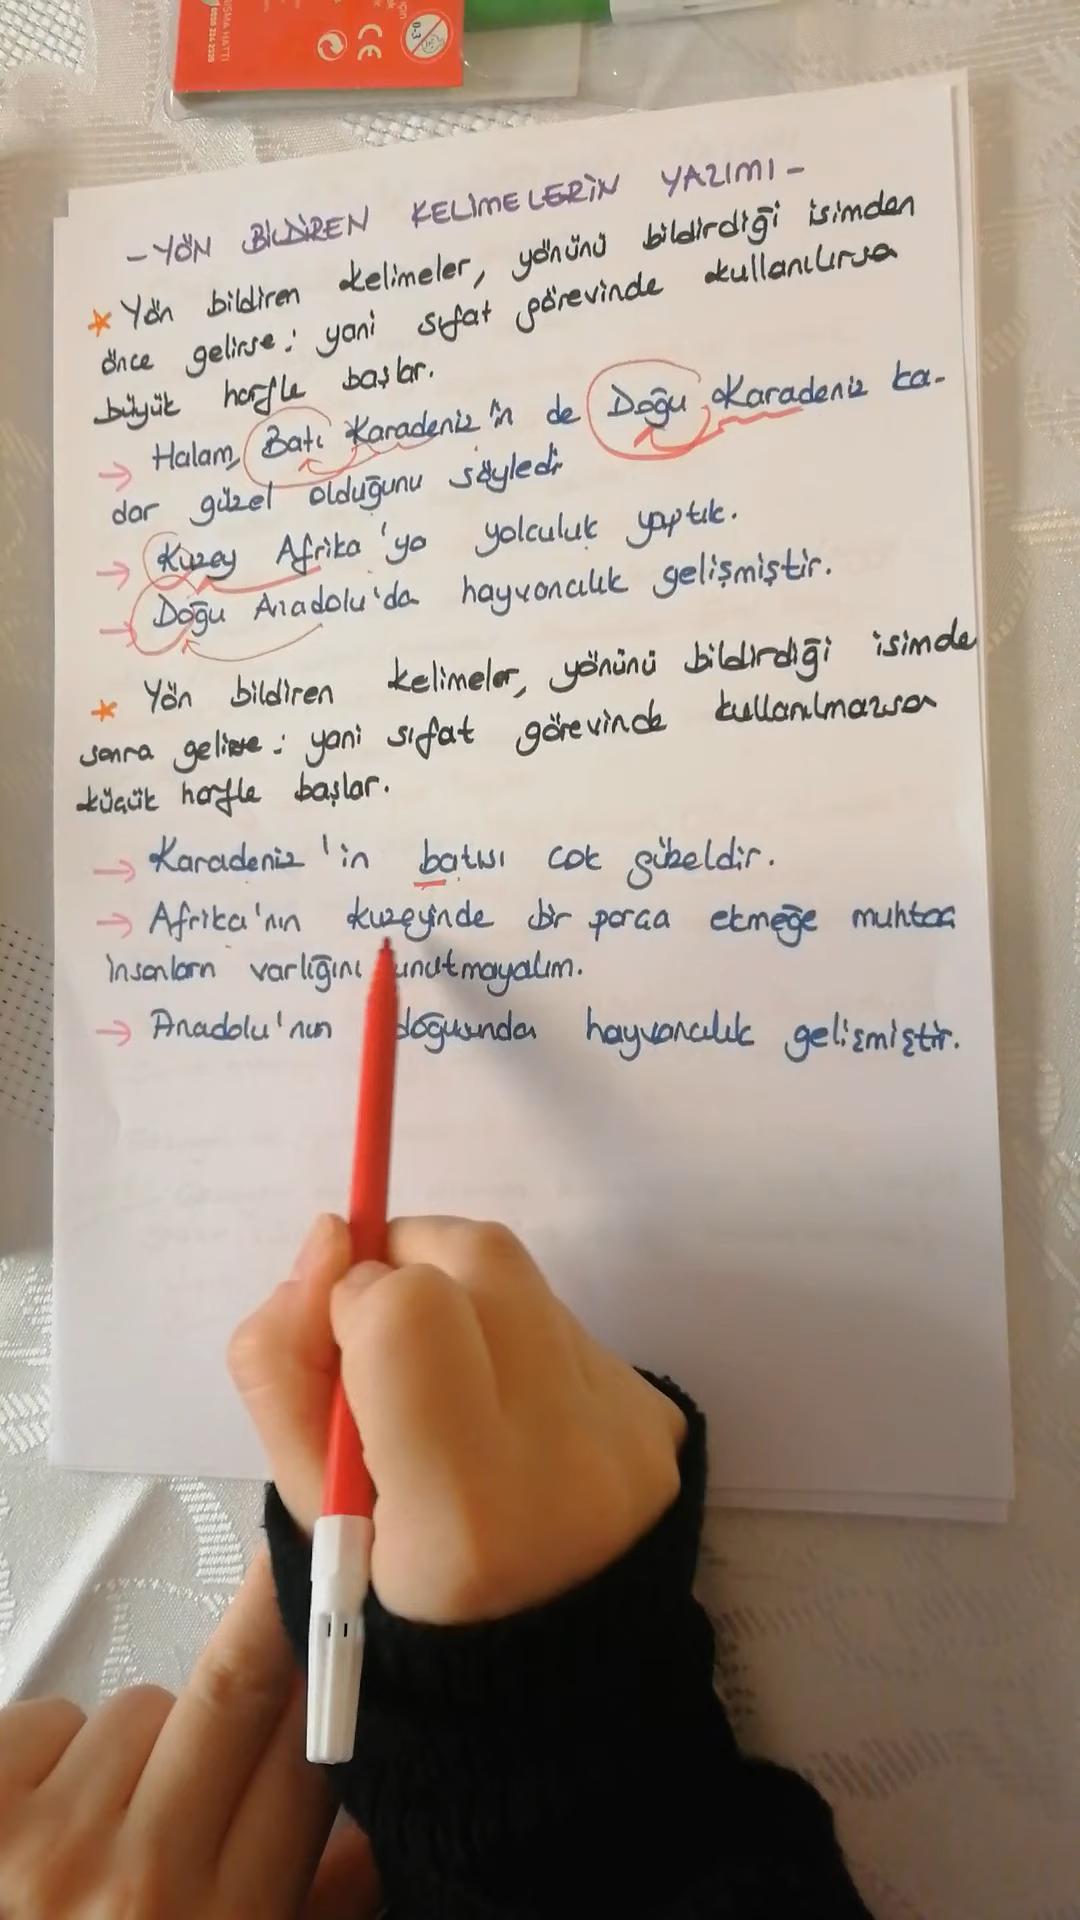 -YÖN BİLDİREN KELİMELERİN YAZIMI-
* Yön bildiren kelimeler, yönünü bildirdiği isimden
önce gelirse; yani sıfat görevinde kullanılırsa
büyük harfle başlar.
→ Halam, Batı Karadeniz'in de Doğu Karadeniz ka-
dar güzel olduğunu söyledi
→ Kuzey Afrika'ya yolculuk yaptık.
→ Doğu Anadolu'da hayvancılık gelişmiştir.
* Yön bildiren kelimeler, yönünü bildirdiği isimde
sonra gelirse; yani sıfat görevinde kullanılmazsa
küçük harfle başlar.
→ Karadeniz'in batısı çok güzeldir.
→ Afrika'nın kuzeyinde bir parça ekmeğe muhtaç
insanların varlığını unutmayalım.
→ Anadolu'nun doğusunda hayvancılık gelişmiştir.
CE
0-3